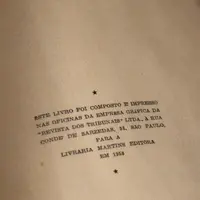 ESTE LIVRO FOI COMPOSTO E IMPRESSO
NAS OFICINAS DA EMPRESA GRÁFICA DA
"REVISTA DOS TRIBUNAIS" LTDA., À RUA
CONDE DE SARZEDAS, 38, SÃO PAULO,
PARA A
LIVRARIA MARTINS EDITORA
EM 1955